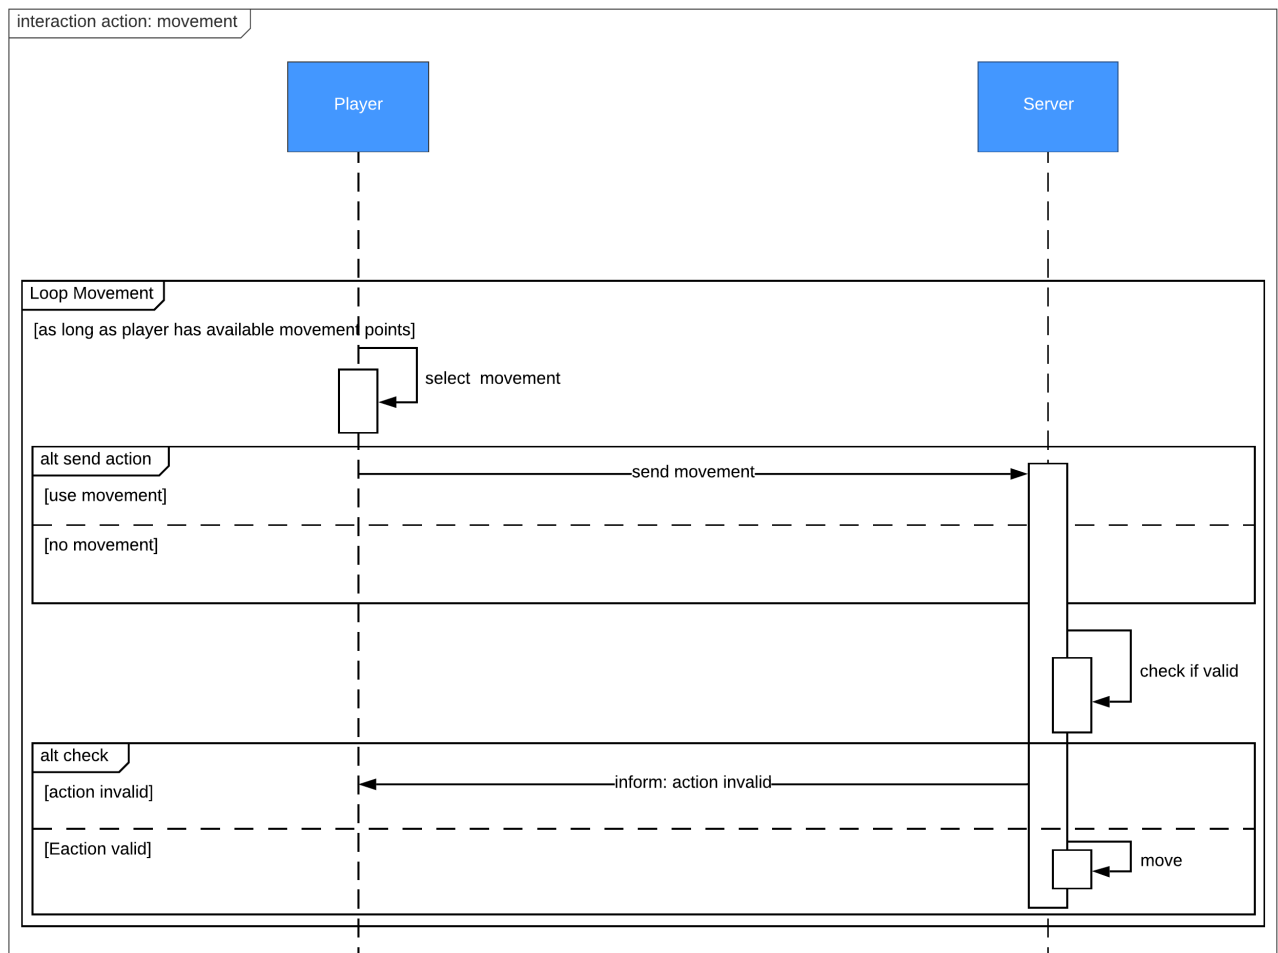 interaction action: movement
Player
Server
Loop Movement
[as long as player has available movement points]
select  movement
alt send action
send movement
[use movement]
[no movement]
check if valid
alt check
inform: action invalid
[action invalid]
[Eaction valid]
move